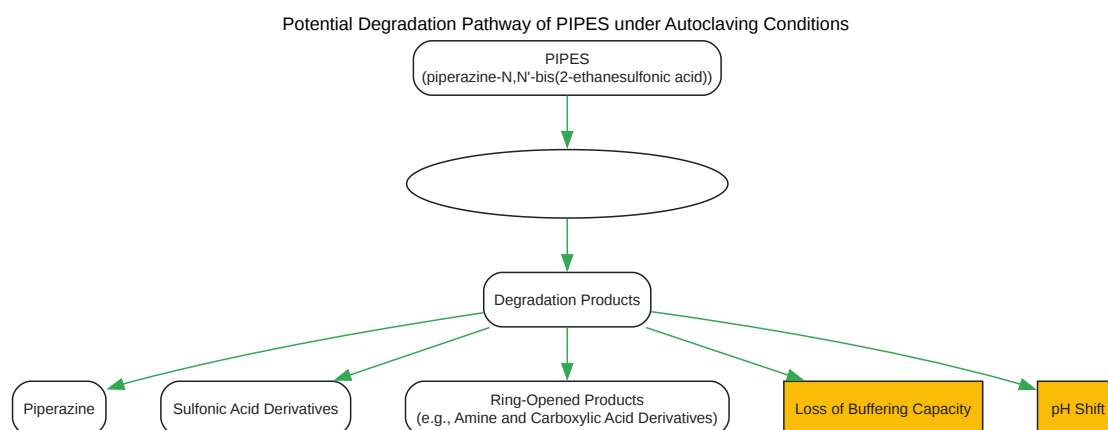 Potential Degradation Pathway of PIPES under Autoclaving Conditions
PIPES
(piperazine-N,N'-bis(2-ethanesulfonic acid))
Degradation Products
Piperazine
Sulfonic Acid Derivatives
Ring-Opened Products
(e.g., Amine and Carboxylic Acid Derivatives)
Loss of Buffering Capacity
pH Shift